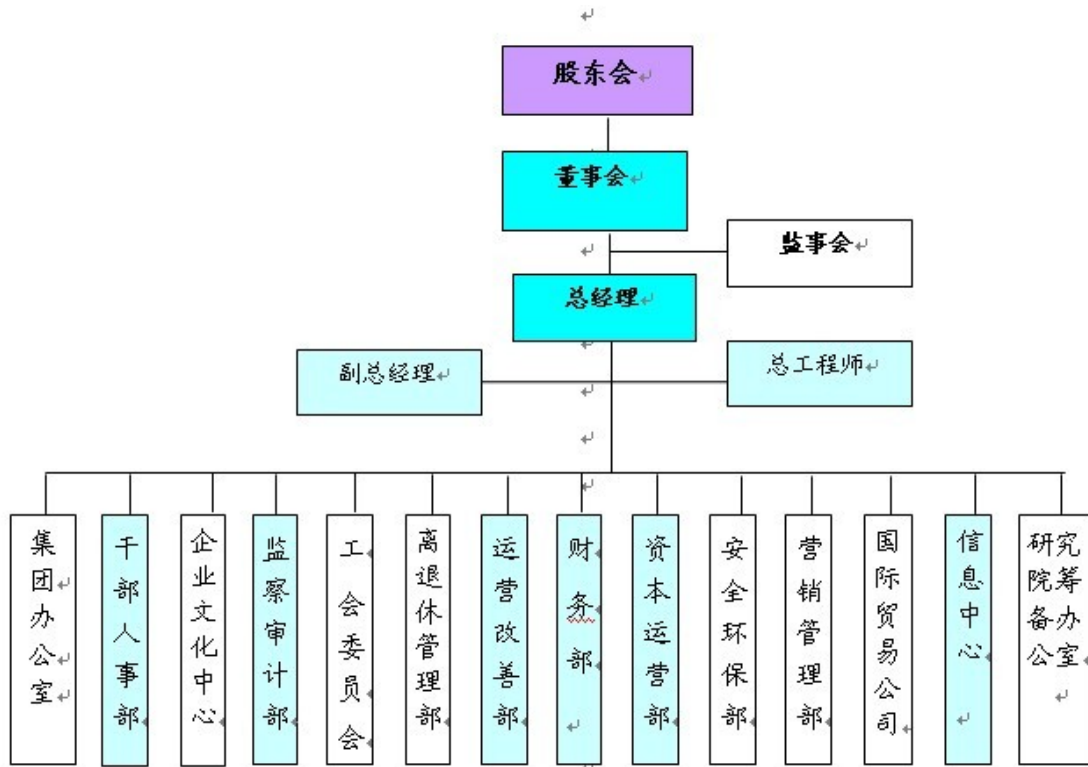 股东会
董事会
监事会
总经理
副总经理
总工程师
集团办公室
干部人事部
企业文化中心
监察审计部
工会委员会
离退休管理部
运营改善部
财务部
资本运营部
安全环保部
营销管理部
国际贸易公司
信息中心
研究
院筹
备办
公室